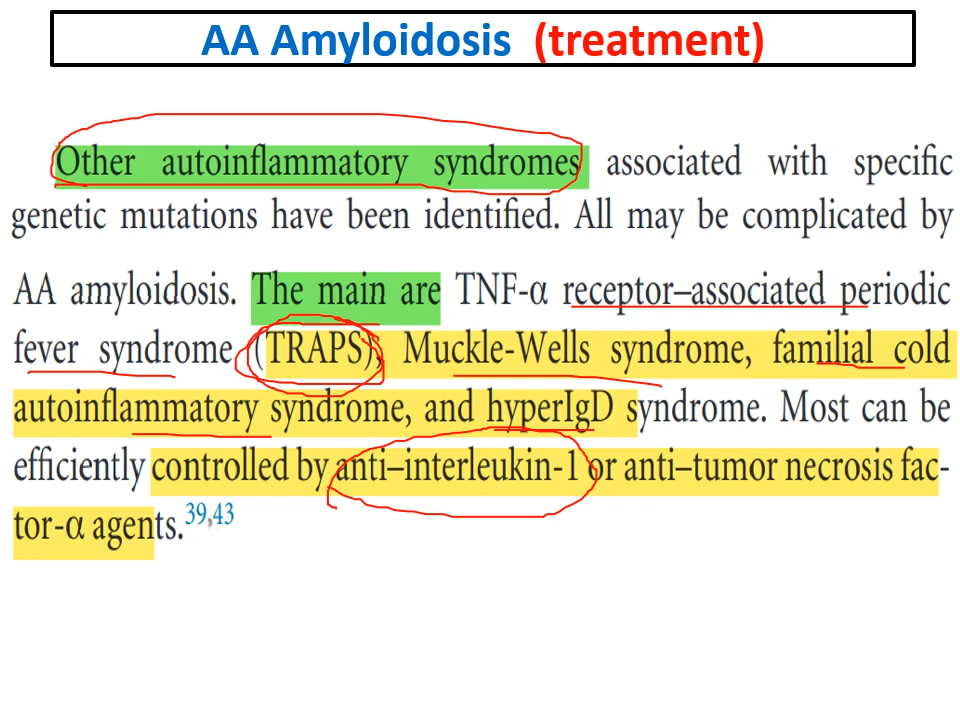 AA Amyloidosis (treatment)
Other autoinflammatory syndromes associated with specific
genetic mutations have been identified. All may be complicated by
AA amyloidosis. The main are TNF-α receptor–associated periodic
fever syndrome (TRAPS), Muckle-Wells syndrome, familial cold
autoinflammatory syndrome, and hyperIgD syndrome. Most can be
efficiently controlled by anti–interleukin-1 or anti–tumor necrosis fac-
tor-α agents.39,43